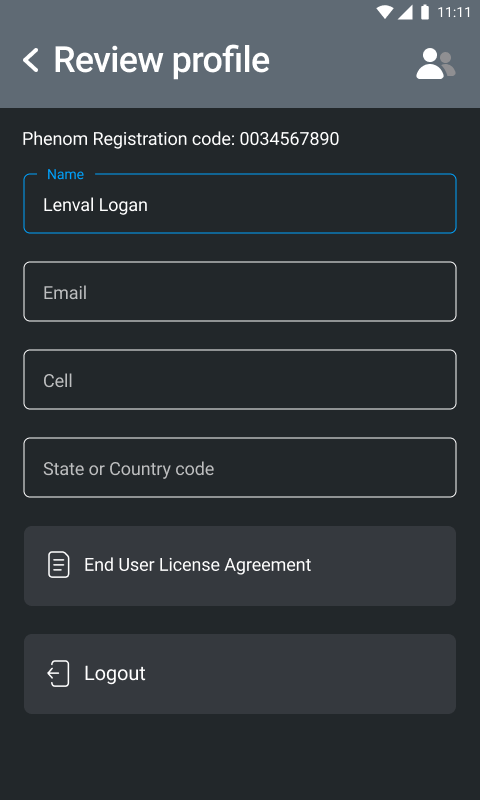 11:11
Review profile
Phenom Registration code: 0034567890
Name
Lenval Logan
Email
Cell
State or Country code
End User License Agreement
Logout